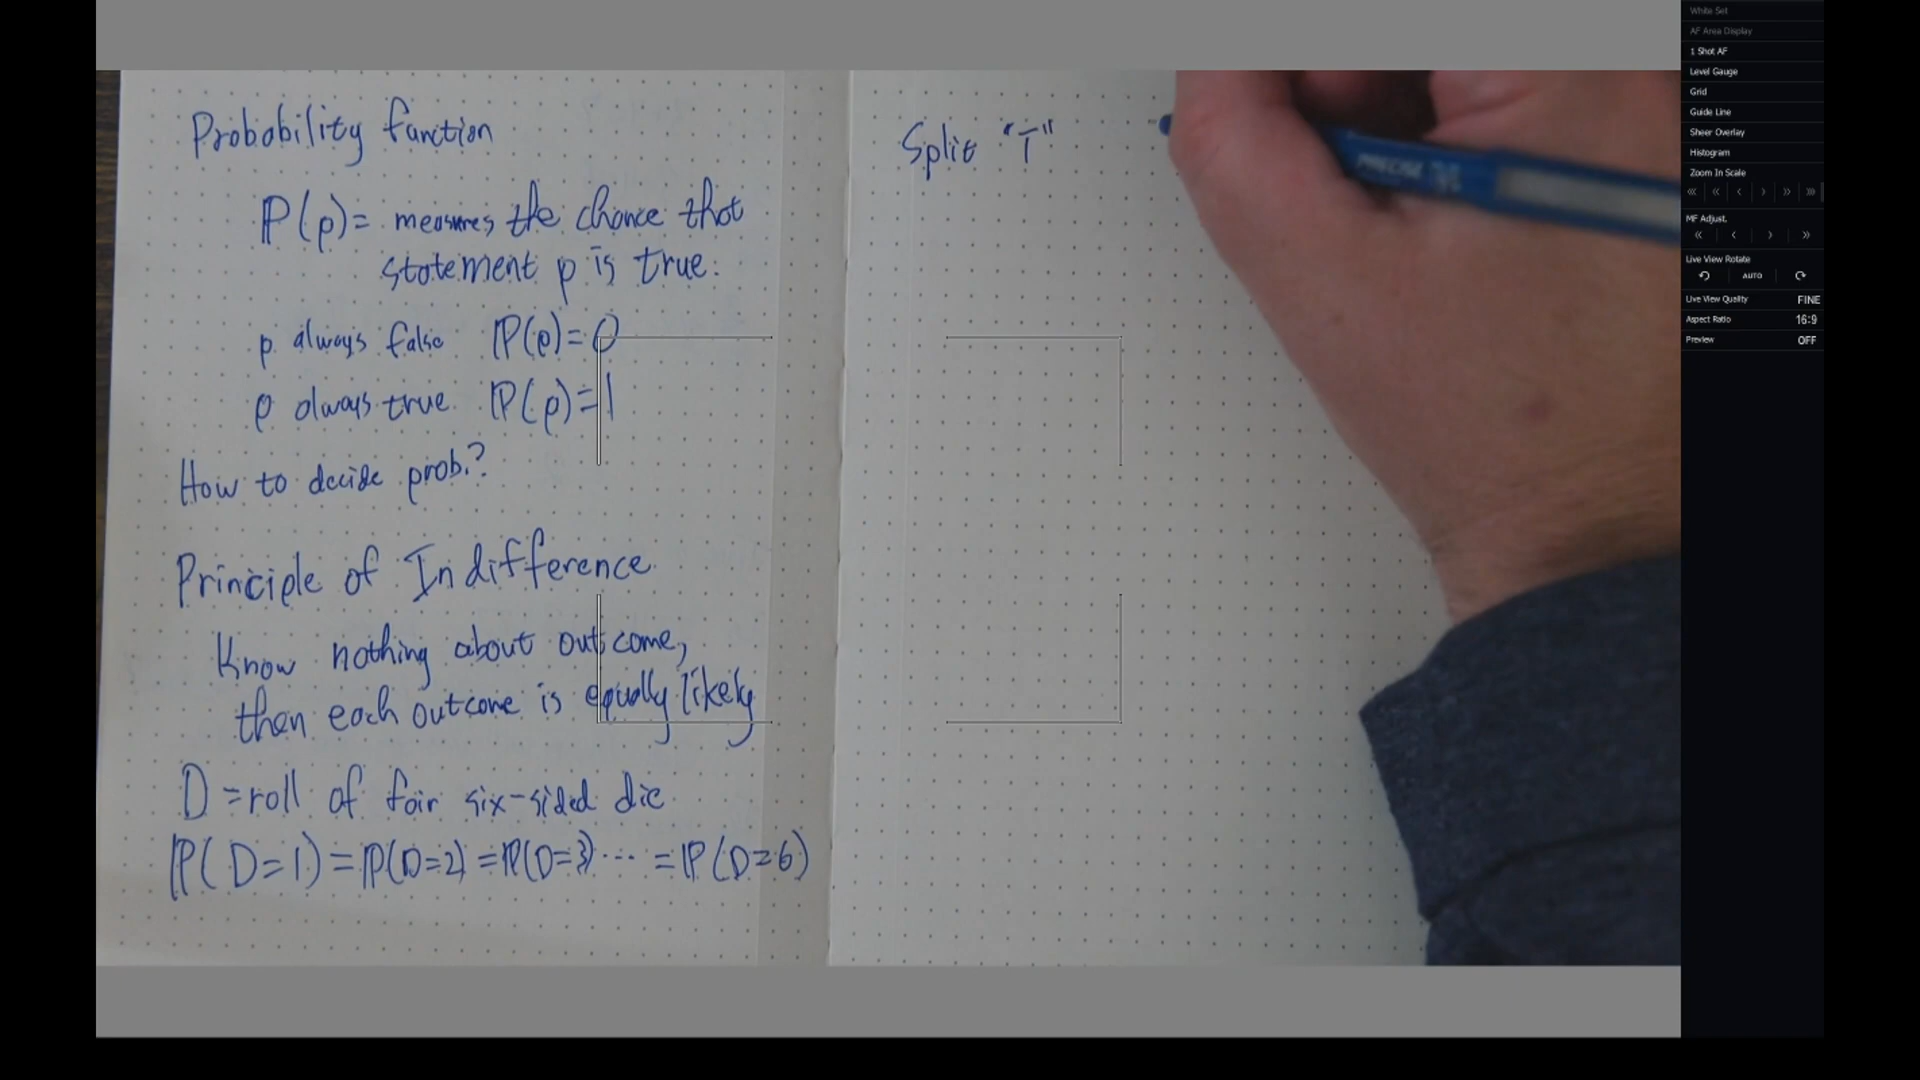 Probability function
P(p)= measures the chance that
statement p is true.
p always false P(p)=0
p always true P(p)=1
How to decide prob.?
Principle of Indifference
Know nothing about outcome,
then each outcome is equally likely
D = roll of fair six-sided die
P(D=1) = P(D=2) = P(D=3) ... = P(D=6)
Split "T"
PRECISE
White Set
AF Area Display
1 Shot AF
Level Gauge
Grid
Guide Line
Sheer Overlay
Histogram
Zoom In Scale
MF Adjust.
Live View Rotate
AUTO
Live View Quality FINE
Aspect Ratio 16:9
Preview OFF